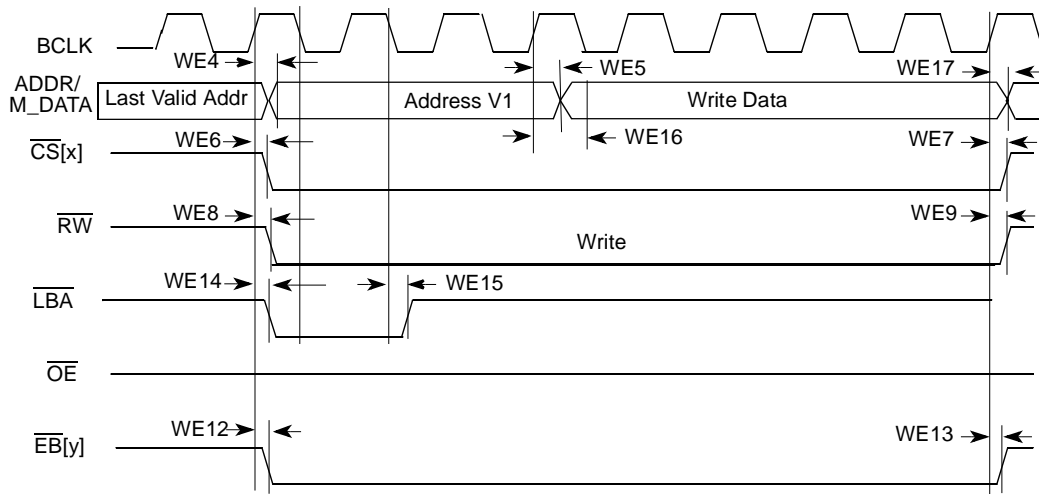 BCLK
WE4
WE5
WE17
ADDR/
M_DATA
Last Valid Addr
Address V1
Write Data
WE6
WE16
WE7
CS[x]
WE8
WE9
RW
Write
WE14
WE15
LBA
OE
WE12
WE13
EB[y]